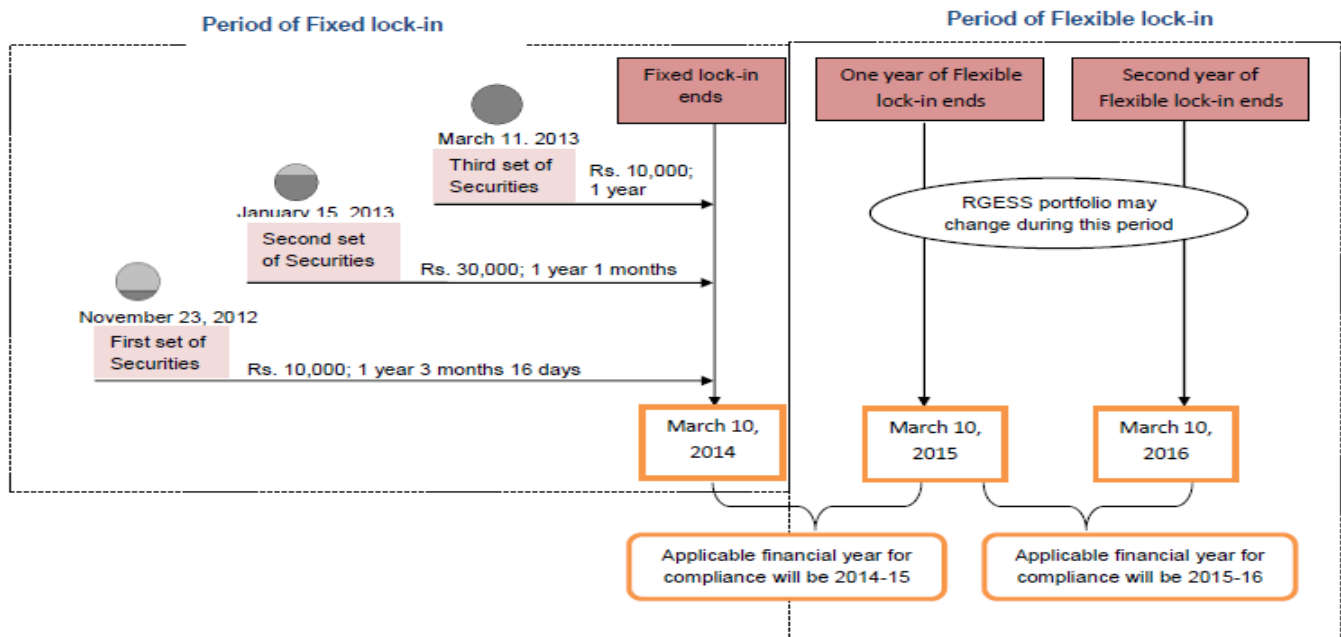 Period of Fixed lock-in
Period of Flexible lock-in
Fixed lock-in
ends
One year of Flexible
lock-in ends
Second year of
Flexible lock-in ends
March 11. 2013
Third set of
Securities
Rs. 10,000;
1 year
RGESS portfolio may
change during this period
January 15, 2013
Second set
of Securities
Rs. 30,000; 1 year 1 months
November 23, 2012
First set of
Securities
Rs. 10,000; 1 year 3 months 16 days
March 10,
2014
March 10,
2015
March 10,
2016
Applicable financial year for
compliance will be 2014-15
Applicable financial year for
compliance will be 2015-16